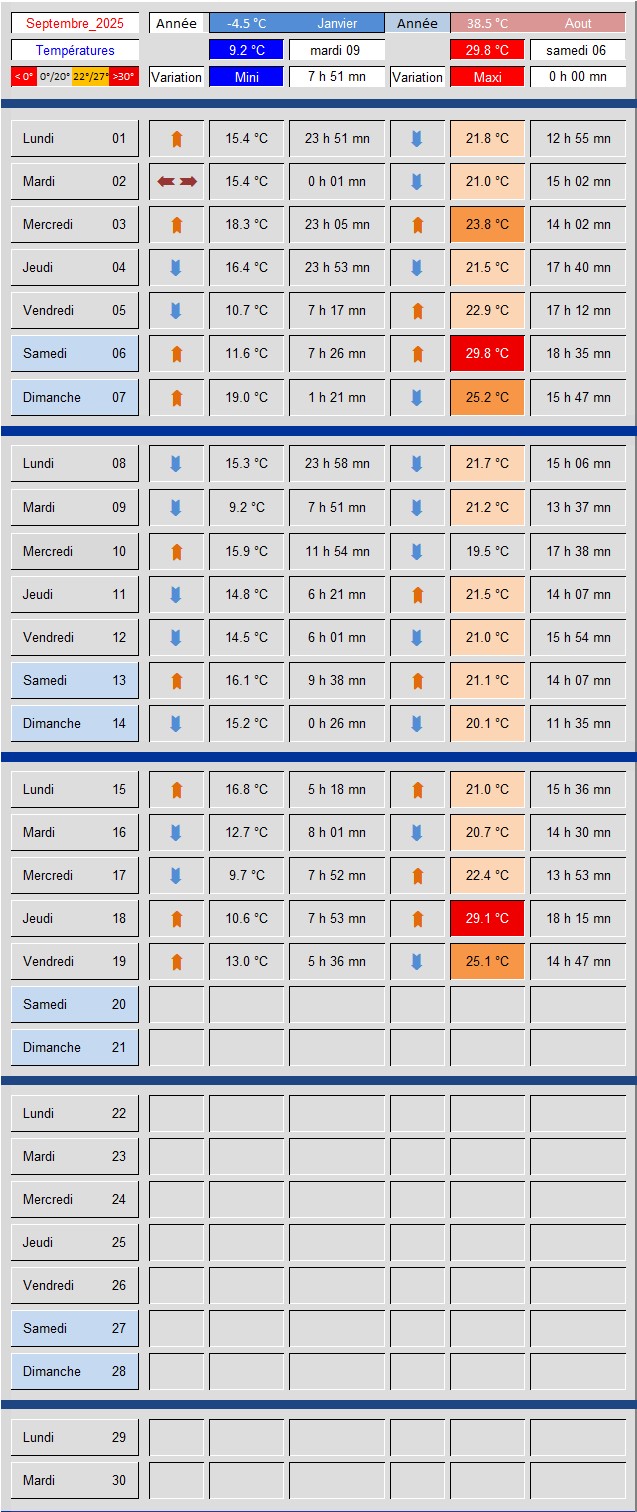 Septembre_2025 Année -4.5 °C Janvier Année 38.5 °C Aout
Températures 9.2 °C mardi 09 29.8 °C samedi 06
< 0° 0°/20° 22°/27° >30° Variation Mini 7 h 51 mn Variation Maxi 0 h 00 mn
Lundi 01 15.4 °C 23 h 51 mn 21.8 °C 12 h 55 mn
Mardi 02 15.4 °C 0 h 01 mn 21.0 °C 15 h 02 mn
Mercredi 03 18.3 °C 23 h 05 mn 23.8 °C 14 h 02 mn
Jeudi 04 16.4 °C 23 h 53 mn 21.5 °C 17 h 40 mn
Vendredi 05 10.7 °C 7 h 17 mn 22.9 °C 17 h 12 mn
Samedi 06 11.6 °C 7 h 26 mn 29.8 °C 18 h 35 mn
Dimanche 07 19.0 °C 1 h 21 mn 25.2 °C 15 h 47 mn
Lundi 08 15.3 °C 23 h 58 mn 21.7 °C 15 h 06 mn
Mardi 09 9.2 °C 7 h 51 mn 21.2 °C 13 h 37 mn
Mercredi 10 15.9 °C 11 h 54 mn 19.5 °C 17 h 38 mn
Jeudi 11 14.8 °C 6 h 21 mn 21.5 °C 14 h 07 mn
Vendredi 12 14.5 °C 6 h 01 mn 21.0 °C 15 h 54 mn
Samedi 13 16.1 °C 9 h 38 mn 21.1 °C 14 h 07 mn
Dimanche 14 15.2 °C 0 h 26 mn 20.1 °C 11 h 35 mn
Lundi 15 16.8 °C 5 h 18 mn 21.0 °C 15 h 36 mn
Mardi 16 12.7 °C 8 h 01 mn 20.7 °C 14 h 30 mn
Mercredi 17 9.7 °C 7 h 52 mn 22.4 °C 13 h 53 mn
Jeudi 18 10.6 °C 7 h 53 mn 29.1 °C 18 h 15 mn
Vendredi 19 13.0 °C 5 h 36 mn 25.1 °C 14 h 47 mn
Samedi 20
Dimanche 21
Lundi 22
Mardi 23
Mercredi 24
Jeudi 25
Vendredi 26
Samedi 27
Dimanche 28
Lundi 29
Mardi 30